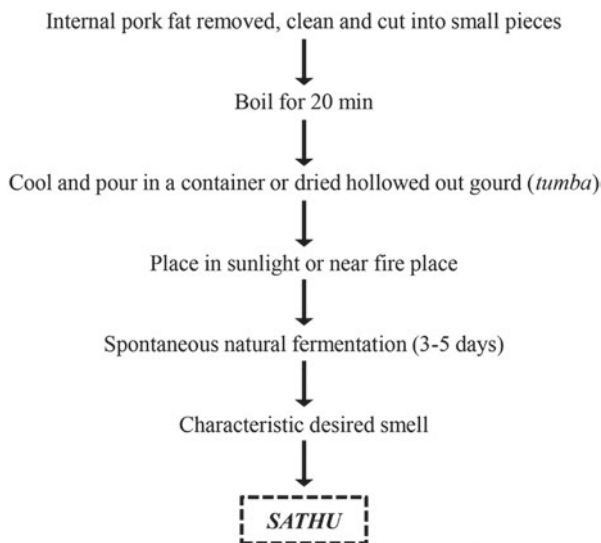 Internal pork fat removed, clean and cut into small pieces
Boil for 20 min
Cool and pour in a container or dried hollowed out gourd (tumba)
Place in sunlight or near fire place
Spontaneous natural fermentation (3-5 days)
Characteristic desired smell
SATHU